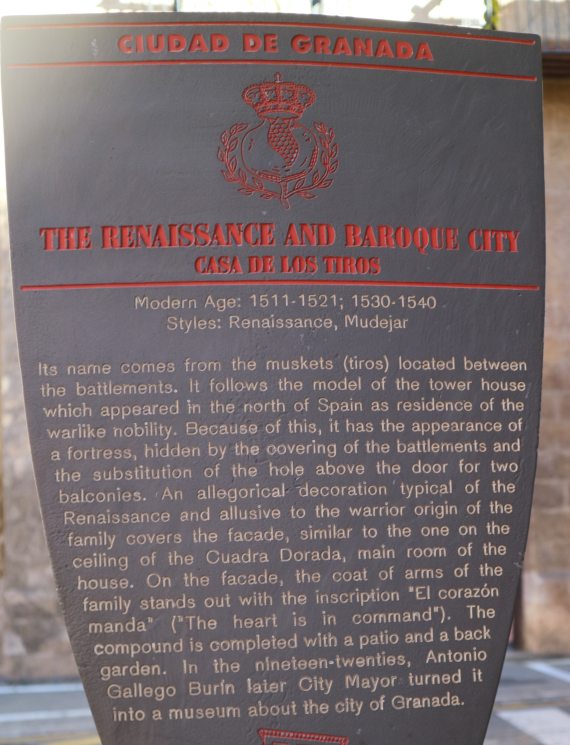 CIUDAD DE GRANADA
THE RENAISSANCE AND BAROQUE CITY
CASA DE LOS TIROS
Modern Age: 1511-1521; 1530-1540
Styles: Renaissance, Mudejar
Its name comes from the muskets (tiros) located between
the battlements. It follows the model of the tower house
which appeared in the north of Spain as residence of the
warlike nobility. Because of this, it has the appearance of
a fortress, hidden by the covering of the battlements and
the substitution of the hole above the door for two
balconies. An allegorical decoration typical of the
Renaissance and allusive to the warrior origin of the
family covers the facade, similar to the one on the
ceiling of the Cuadra Dorada, main room of the
house. On the facade, the coat of arms of the
family stands out with the inscription "El corazón
manda" ("The heart is in command"). The
compound is completed with a patio and a back
garden. In the nineteen-twenties, Antonio
Gallego Burín later City Mayor turned it
into a museum about the city of Granada.